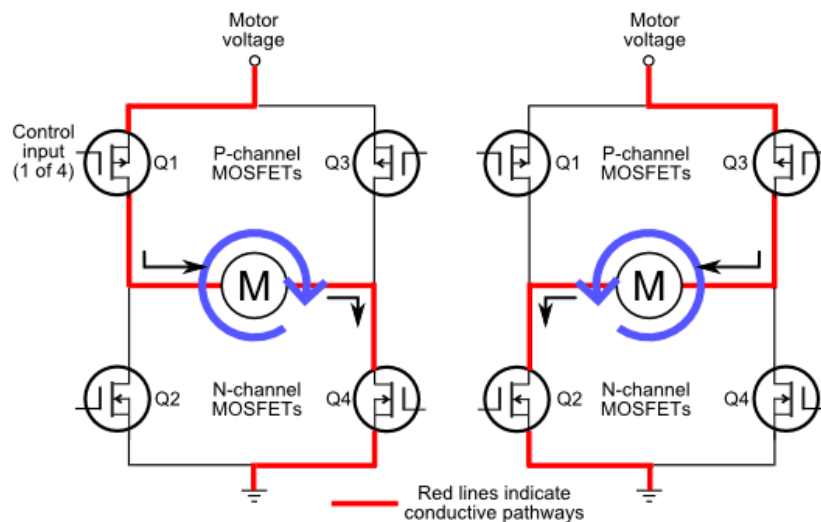 Motor
voltage
Control
input
(1 of 4)
Q1
P-channel
MOSFETs
Q3
M
Q2
N-channel
MOSFETs
Q4
Motor
voltage
Q1
P-channel
MOSFETs
Q3
M
Q2
N-channel
MOSFETs
Q4
Red lines indicate
conductive pathways